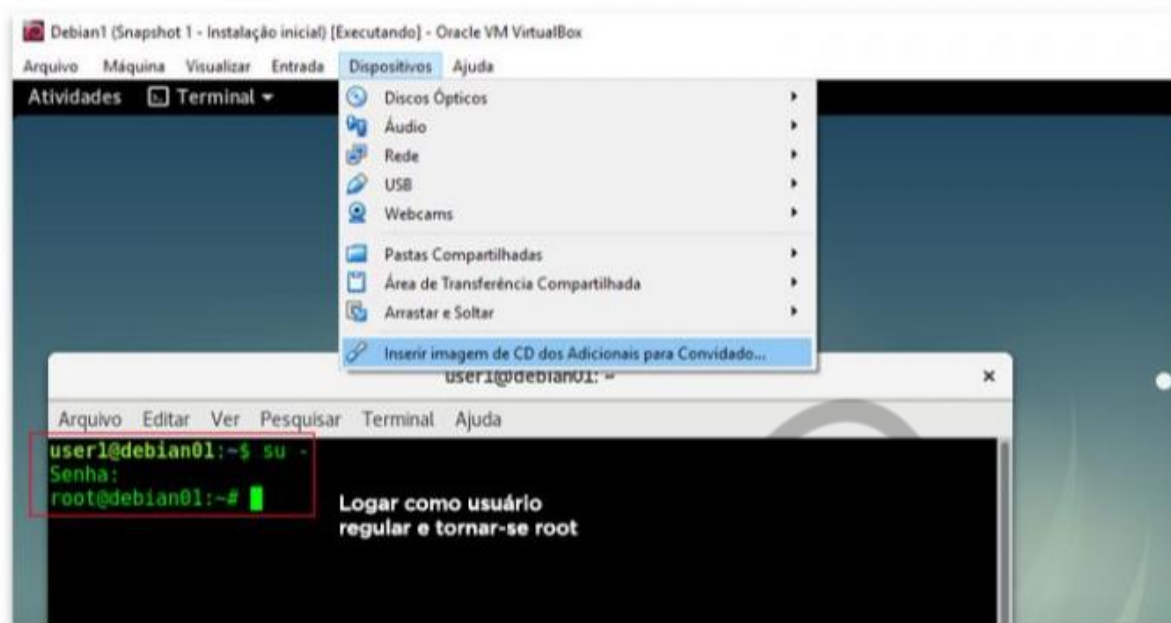 Debian1 (Snapshot 1 - Instalação inicial) [Executando] - Oracle VM VirtualBox
Arquivo Máquina Visualizar Entrada Dispositivos Ajuda
Atividades Terminal
Discos Ópticos
Áudio
Rede
USB
Webcams
Pastas Compartilhadas
Área de Transferência Compartilhada
Arrastar e Soltar
Inserir imagem de CD dos Adicionais para Convidado...
user1@debian01: ~
Arquivo Editar Ver Pesquisar Terminal Ajuda
user1@debian01:~$ su -
Senha:
root@debian01:~#
Logar como usuário
regular e tornar-se root